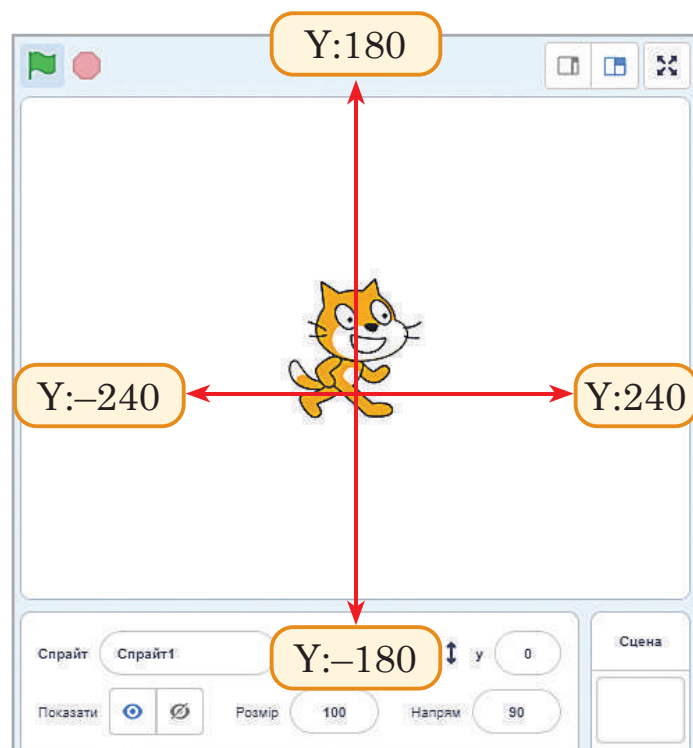 Y:180
Y:–240
Y:240
Y:–180
Спрайт Спрайт1 y 0
Сцена
Показати Розмір 100 Напрям 90